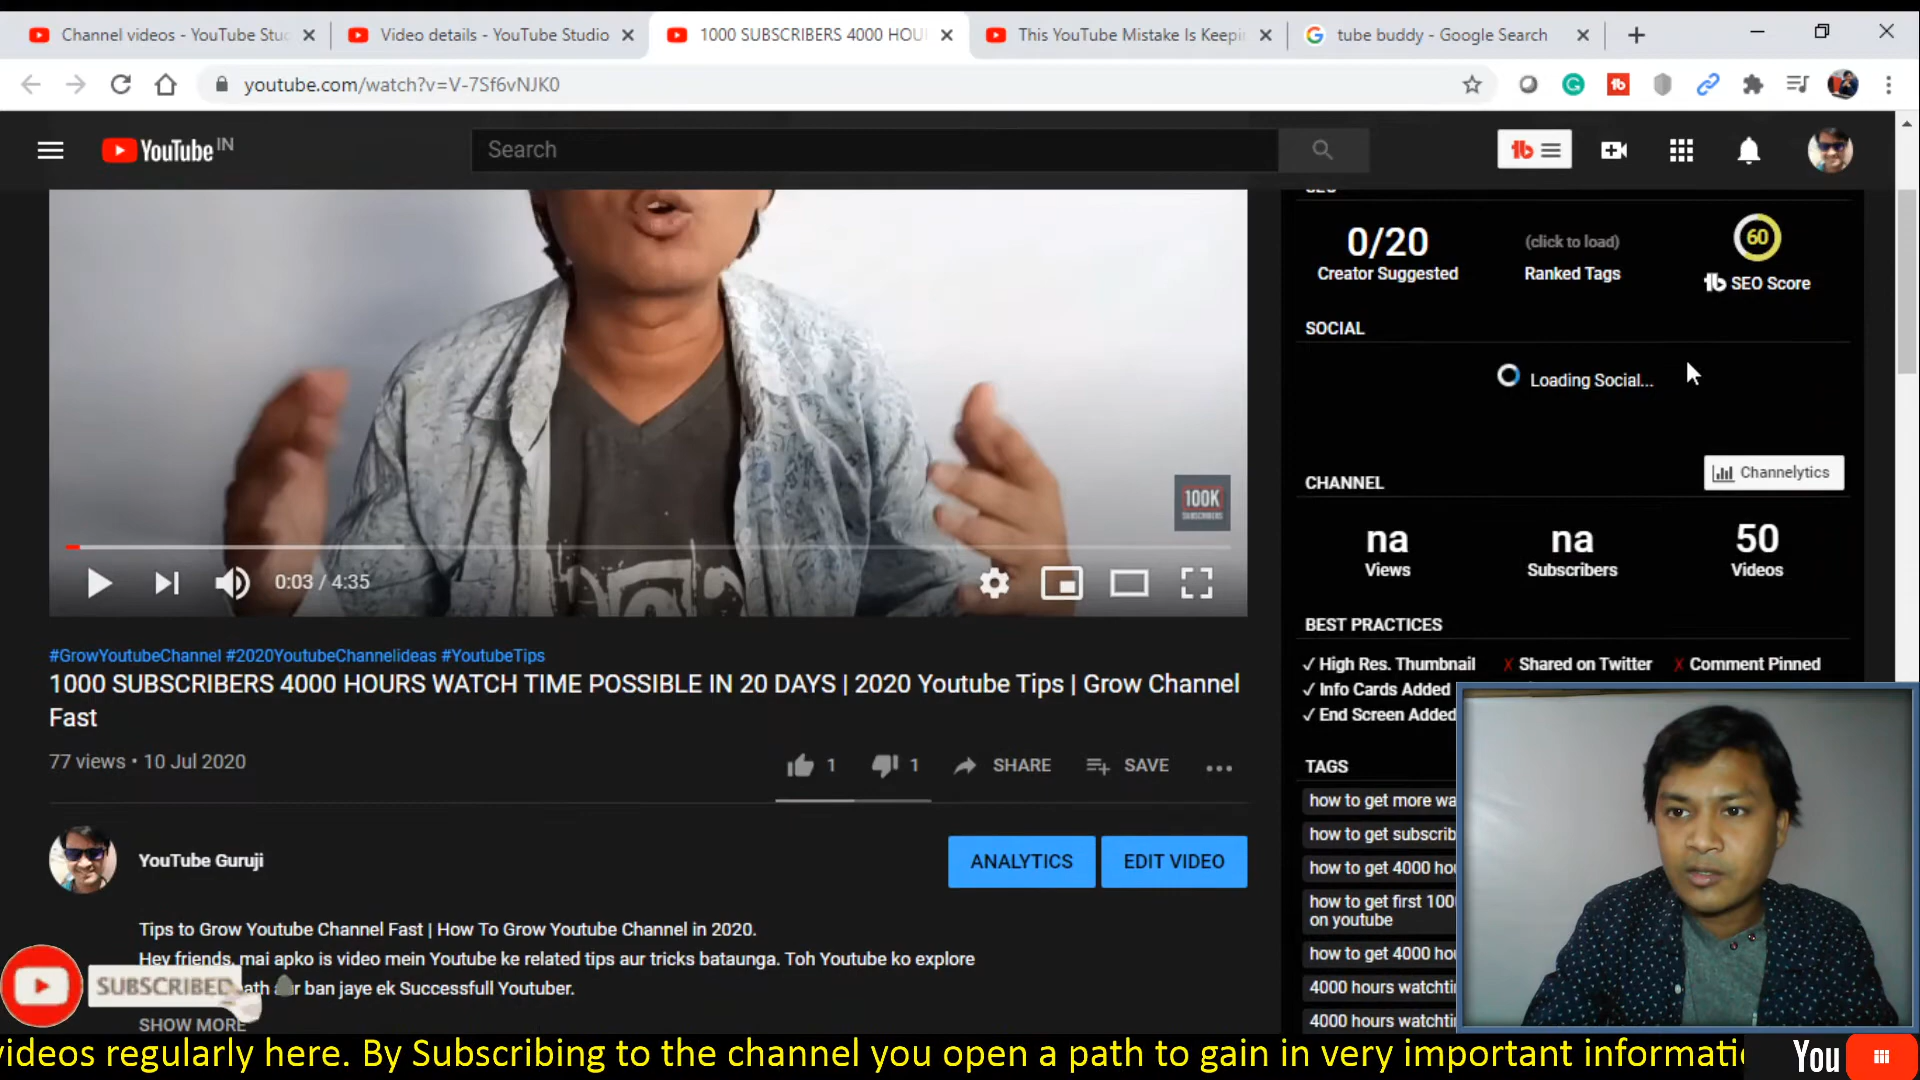 Channel videos - YouTube Stu
Video details - YouTube Studio
1000 SUBSCRIBERS 4000 HOU
This YouTube Mistake Is Keepi
tube buddy - Google Search
youtube.com/watch?v=V-7Sf6vNJK0
YouTube IN
Search
0/20
Creator Suggested
(click to load)
Ranked Tags
60
SEO Score
SOCIAL
Loading Social...
CHANNEL
Channelytics
na
Views
na
Subscribers
50
Videos
BEST PRACTICES
High Res. Thumbnail
Shared on Twitter
Comment Pinned
Info Cards Added
End Screen Added
TAGS
how to get more wa
how to get subscrib
how to get 4000 hou
how to get first 100
on youtube
how to get 4000 hou
4000 hours watchti
4000 hours watchti
100K
SUBSCRIBERS
0:03 / 4:35
#GrowYoutubeChannel #2020YoutubeChannelideas #YoutubeTips
1000 SUBSCRIBERS 4000 HOURS WATCH TIME POSSIBLE IN 20 DAYS | 2020 Youtube Tips | Grow Channel
Fast
77 views • 10 Jul 2020
1
1
SHARE
SAVE
YouTube Guruji
ANALYTICS
EDIT VIDEO
Tips to Grow Youtube Channel Fast | How To Grow Youtube Channel in 2020.
Hey friends, mai apko is video mein Youtube ke related tips aur tricks bataunga. Toh Youtube ko explore
ath aur ban jaye ek Successfull Youtuber.
SUBSCRIBED
SHOW MORE
videos regularly here. By Subscribing to the channel you open a path to gain in very important informati
You